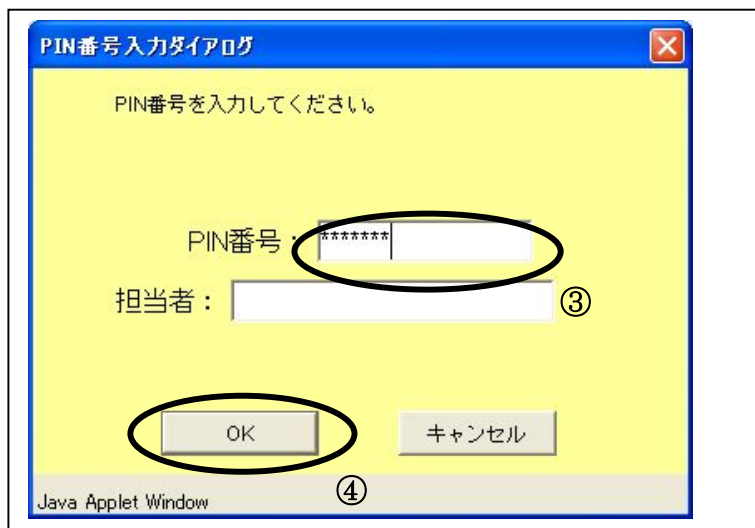 PIN番号入力ダイアログ
PIN番号を入力してください。
PIN番号： *******
担当者：
③
OK
キャンセル
④
Java Applet Window